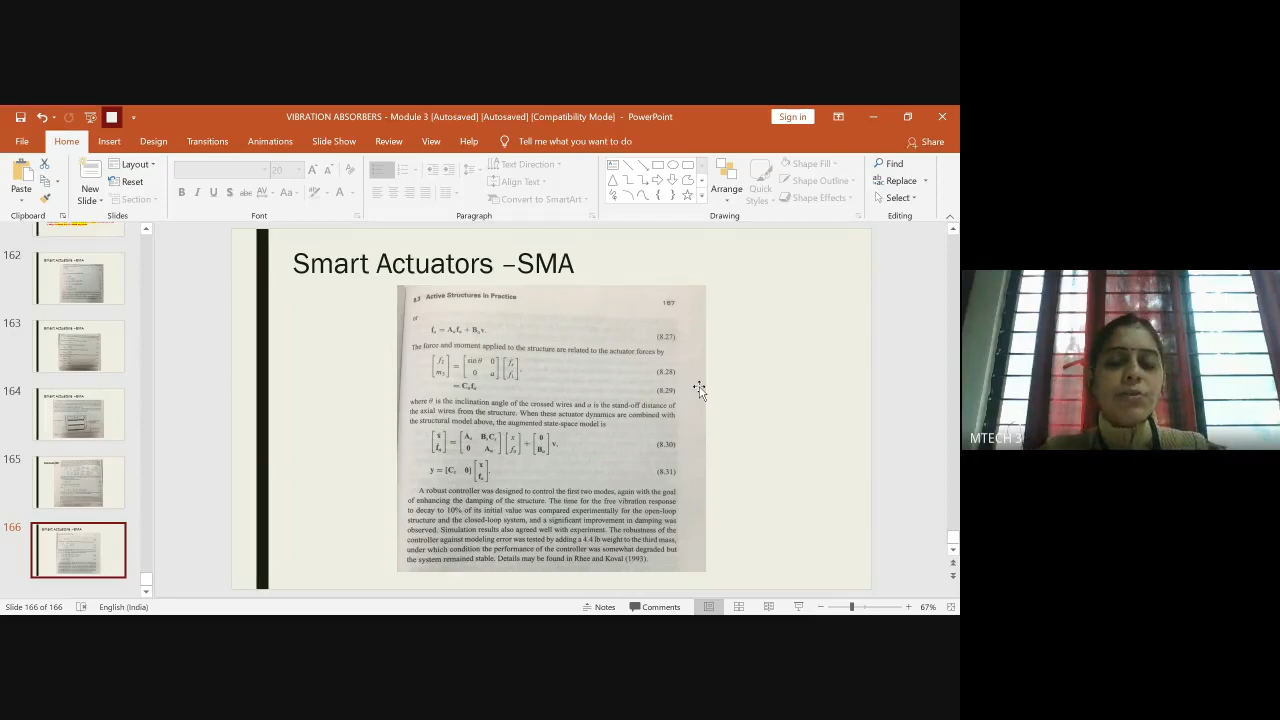 VIBRATION ABSORBERS - Module 3 [Autosaved] [Autosaved] [Compatibility Mode] - PowerPoint
Sign in
File Home Insert Design Transitions Animations Slide Show Review View Help Tell me what you want to do
Share
Paste
Clipboard
New Slide
Layout
Reset
Section
Slides
20
B I U S abc AV Aa A
Font
Text Direction
Align Text
Convert to SmartArt
Paragraph
Arrange
Quick Styles
Shape Fill
Shape Outline
Shape Effects
Drawing
Find
Replace
Select
Editing
162
163
164
165
166
Smart Actuators –SMA
Active Structures in Practice 167
of
(8.27)
The force and moment applied to the structure are related to the actuator forces by
(8.28)
(8.29)
where θ is the inclination angle of the crossed wires and a is the stand-off distance of
the axial wires from the structure. When these actuator dynamics are combined with
the structural model above, the augmented state-space model is
(8.30)
(8.31)
A robust controller was designed to control the first two modes, again with the goal
of enhancing the damping of the structure. The time for the free vibration response
to decay to 10% of its initial value was compared experimentally for the open-loop
structure and the closed-loop system, and a significant improvement in damping was
observed. Simulation results also agreed well with experiment. The robustness of the
controller against modeling error was tested by adding a 4.4 lb weight to the third mass,
under which condition the performance of the controller was somewhat degraded but
the system remained stable. Details may be found in Rhee and Koval (1993).
MTECH 3
Slide 166 of 166 English (India) Notes Comments 67%